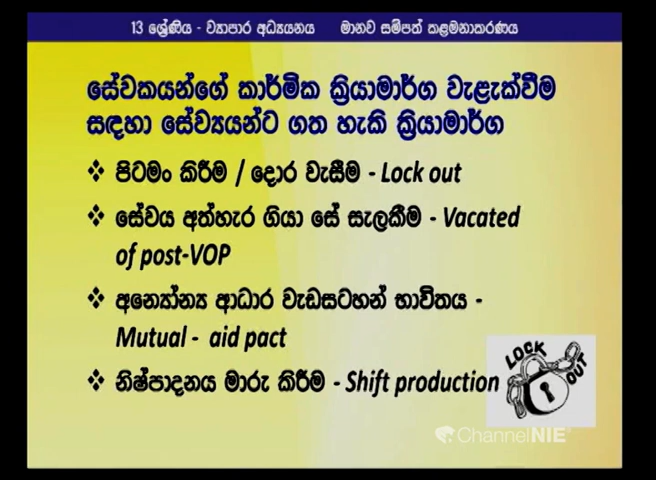 13 ශ්‍රේණිය - ව්‍යාපාර අධ්‍යයනය මානව සම්පත් කළමනාකරණය
සේවකයන්ගේ කාර්මික ක්‍රියාමාර්ග වැළැක්වීම
සඳහා සේව්‍යයන්ට ගත හැකි ක්‍රියාමාර්ග
❖ පිටමං කිරීම / දොර වැසීම - Lock out
❖ සේවය අත්හැර ගියා සේ සැලකීම - Vacated
of post-VOP
❖ අන්‍යෝන්‍ය ආධාර වැඩසටහන් භාවිතය -
Mutual - aid pact
❖ නිෂ්පාදනය මාරු කිරීම - Shift production
LOCK OUT
ChannelNIE